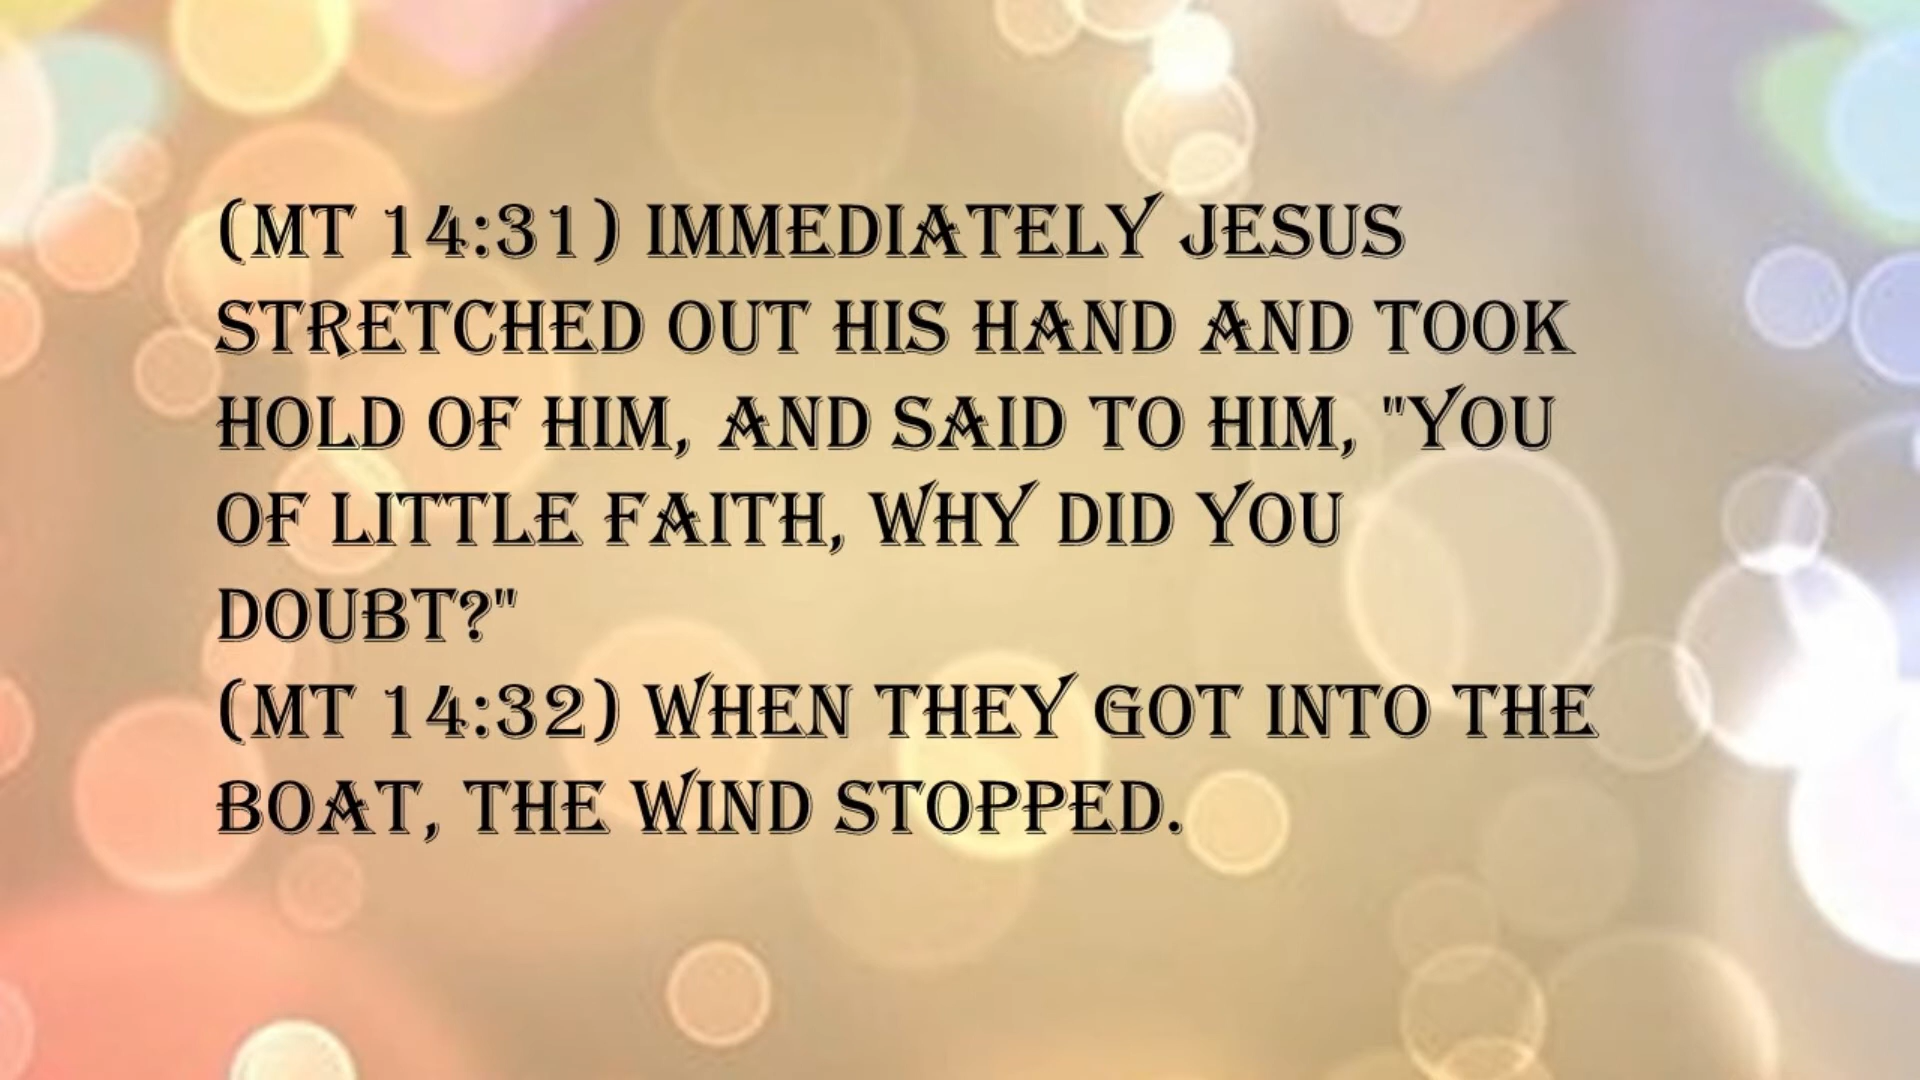 (MT 14:31) IMMEDIATELY JESUS
STRETCHED OUT HIS HAND AND TOOK
HOLD OF HIM, AND SAID TO HIM, "YOU
OF LITTLE FAITH, WHY DID YOU
DOUBT?"
(MT 14:32) WHEN THEY GOT INTO THE
BOAT, THE WIND STOPPED.